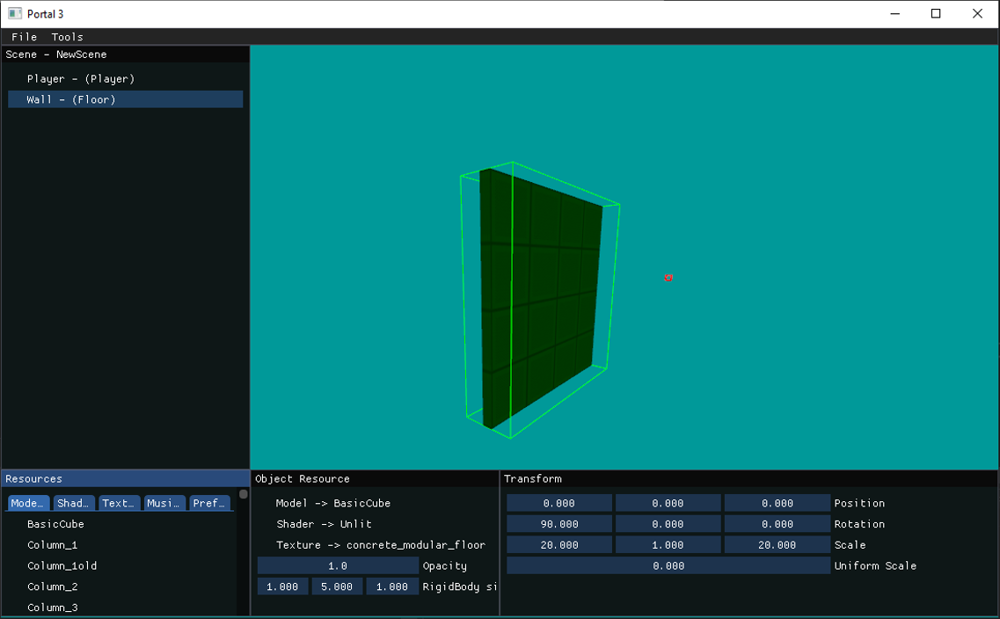 Portal 3
File Tools
Scene - NewScene
Player - (Player)
Wall - (Floor)
Resources
Mode… Shad… Text… Musi… Pref…
BasicCube
Column_1
Column_1old
Column_2
Column_3
Object Resource
Model -> BasicCube
Shader -> Unlit
Texture -> concrete_modular_floor
1.0 Opacity
1.000 5.000 1.000 RigidBody si
Transform
0.000 0.000 0.000 Position
90.000 0.000 0.000 Rotation
20.000 1.000 20.000 Scale
0.000 Uniform Scale